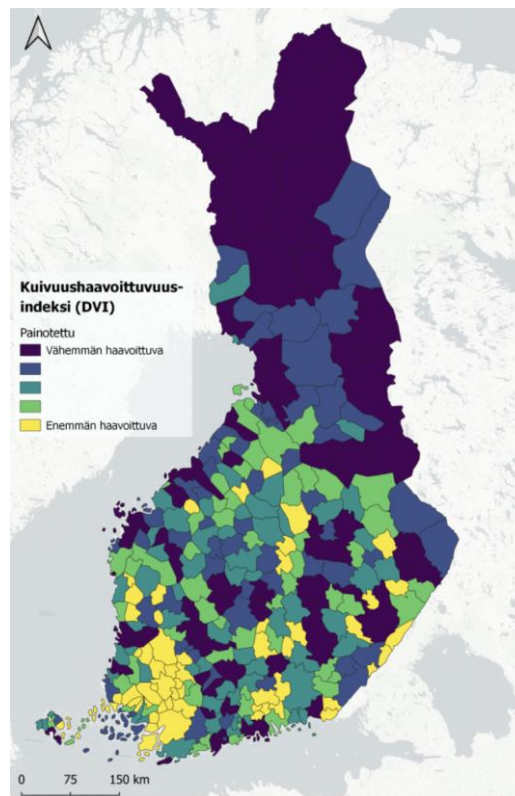 Kuivuushaavoittuvuus-
indeksi (DVI)
Painotettu
Vähemmän haavoittuva
Enemmän haavoittuva
0 75 150 km